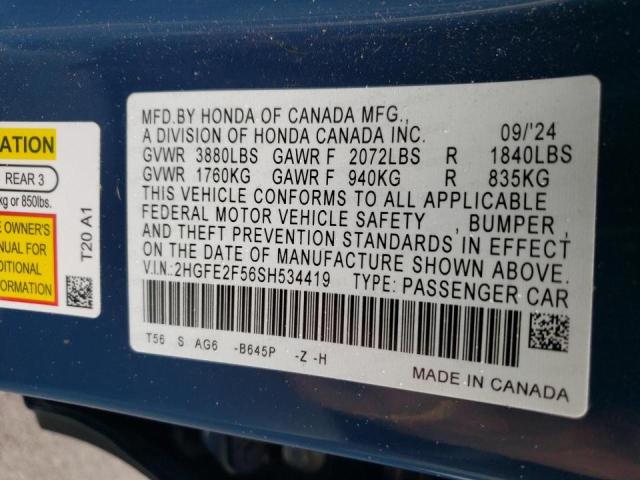 ATION
REAR 3
kg or 850lbs.
E OWNER'S
ANUAL FOR
DITIONAL
FORMATION
T20 A1
MFD.BY HONDA OF CANADA MFG.,
A DIVISION OF HONDA CANADA INC. 09/'24
GVWR 3880LBS GAWR F 2072LBS R 1840LBS
GVWR 1760KG GAWR F 940KG R 835KG
THIS VEHICLE CONFORMS TO ALL APPLICABLE
FEDERAL MOTOR VEHICLE SAFETY , BUMPER ,
AND THEFT PREVENTION STANDARDS IN EFFECT
ON THE DATE OF MANUFACTURE SHOWN ABOVE.
V.I.N.:2HGFE2F56SH534419 TYPE: PASSENGER CAR
T56 S AG6 -B645P -Z -H
MADE IN CANADA